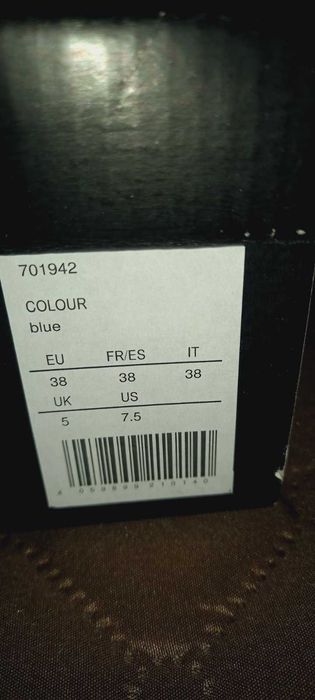 701942
COLOUR
blue
EU FR/ES IT
38 38 38
UK US
5 7.5